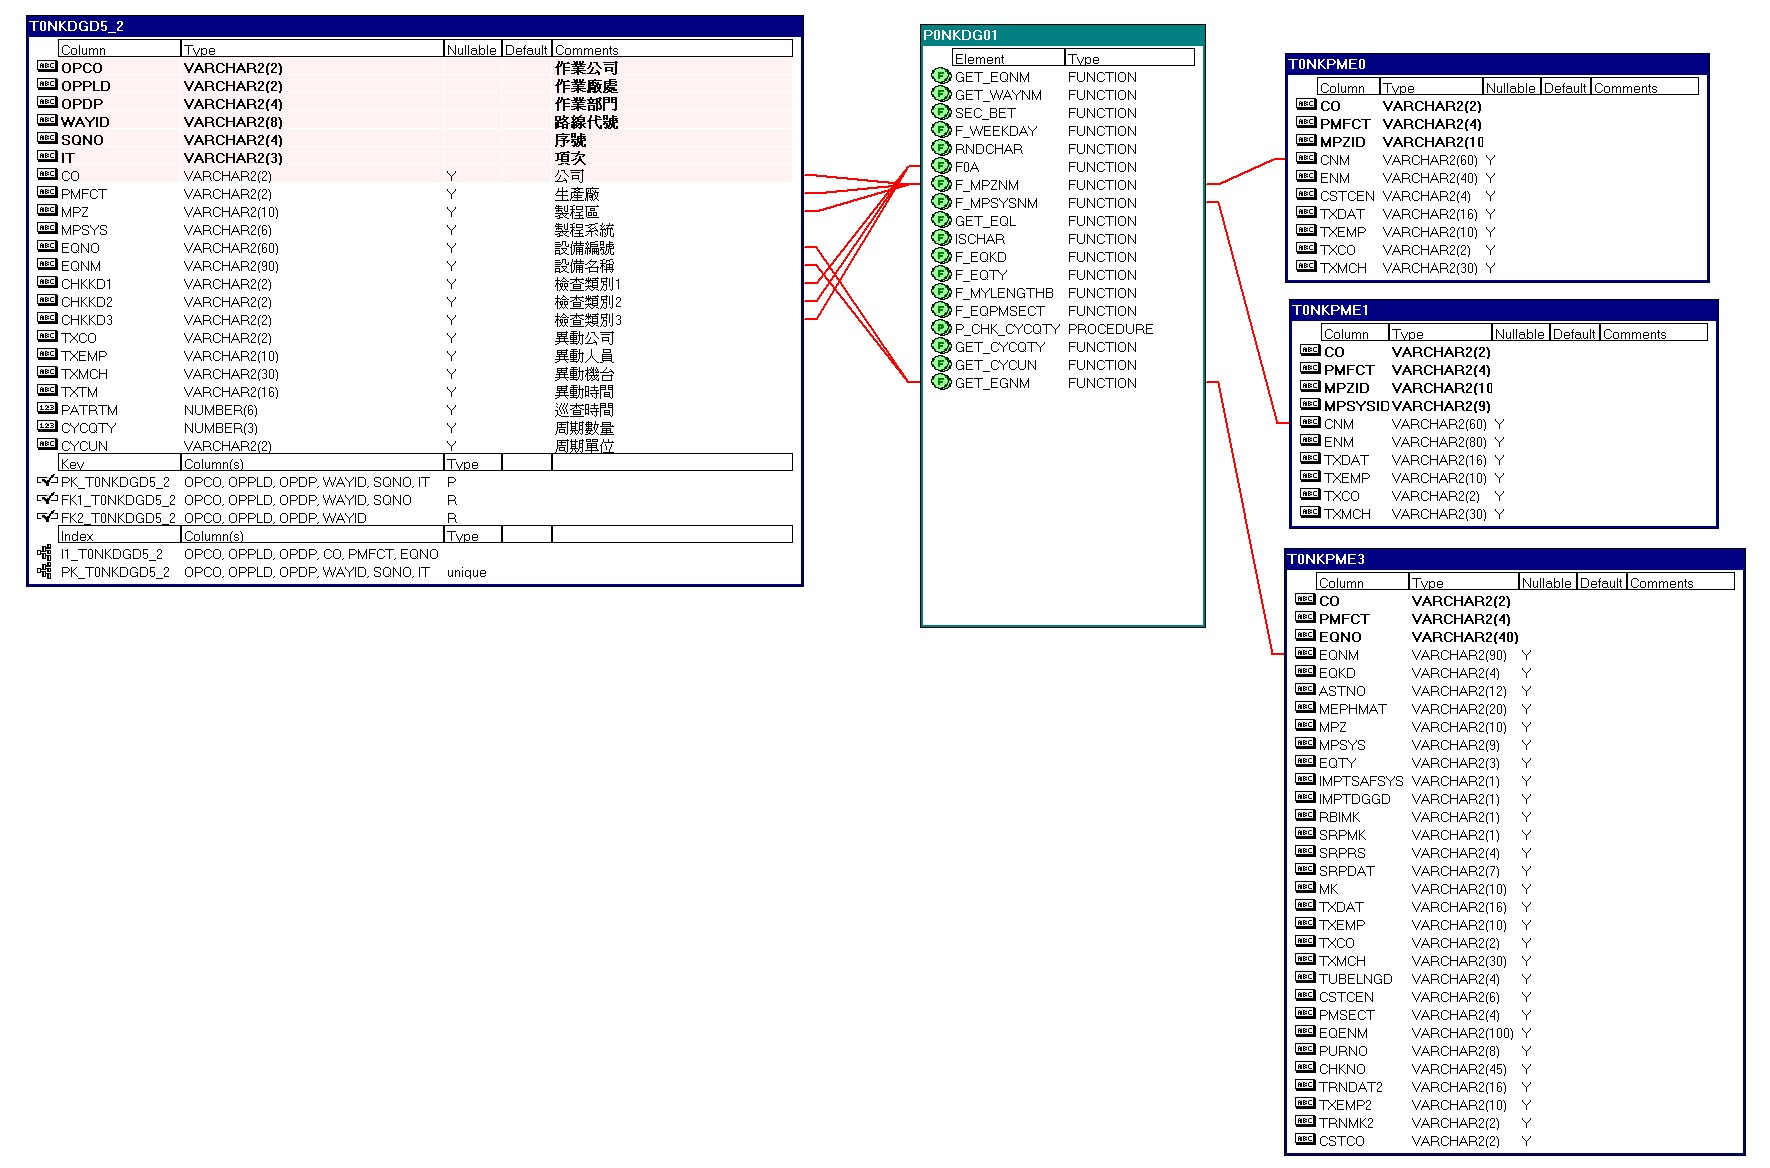 T0NKDGD5_2
Column Type Nullable Default Comments
OPCO VARCHAR2(2) 作業公司
OPPLD VARCHAR2(2) 作業廠處
OPDP VARCHAR2(4) 作業部門
WAYID VARCHAR2(8) 路線代號
SQNO VARCHAR2(4) 序號
IT VARCHAR2(3) 項次
CO VARCHAR2(2) Y 公司
PMFCT VARCHAR2(2) Y 生產廠
MPZ VARCHAR2(10) Y 製程區
MPSYS VARCHAR2(6) Y 製程系統
EQNO VARCHAR2(60) Y 設備編號
EQNM VARCHAR2(90) Y 設備名稱
CHKKD1 VARCHAR2(2) Y 檢查類別1
CHKKD2 VARCHAR2(2) Y 檢查類別2
CHKKD3 VARCHAR2(2) Y 檢查類別3
TXCO VARCHAR2(2) Y 異動公司
TXEMP VARCHAR2(10) Y 異動人員
TXMCH VARCHAR2(30) Y 異動機台
TXTM VARCHAR2(16) Y 異動時間
PATRTM NUMBER(6) Y 巡查時間
CYCQTY NUMBER(3) Y 周期數量
CYCUN VARCHAR2(2) Y 周期單位
Key Column(s) Type
PK_T0NKDGD5_2 OPCO, OPPLD, OPDP, WAYID, SQNO, IT P
FK1_T0NKDGD5_2 OPCO, OPPLD, OPDP, WAYID, SQNO R
FK2_T0NKDGD5_2 OPCO, OPPLD, OPDP, WAYID R
Index Column(s) Type
I1_T0NKDGD5_2 OPCO, OPPLD, OPDP, CO, PMFCT, EQNO
PK_T0NKDGD5_2 OPCO, OPPLD, OPDP, WAYID, SQNO, IT unique
P0NKDG01
Element Type
GET_EQNM FUNCTION
GET_WAYNM FUNCTION
SEC_BET FUNCTION
F_WEEKDAY FUNCTION
RNDCHAR FUNCTION
F0A FUNCTION
F_MPZNM FUNCTION
F_MPSYSNM FUNCTION
GET_EQL FUNCTION
ISCHAR FUNCTION
F_EQKD FUNCTION
F_EQTY FUNCTION
F_MYLENGTHB FUNCTION
F_EQPMSECT FUNCTION
P_CHK_CYCQTY PROCEDURE
GET_CYCQTY FUNCTION
GET_CYCUN FUNCTION
GET_EGNM FUNCTION
T0NKPME0
Column Type Nullable Default Comments
CO VARCHAR2(2)
PMFCT VARCHAR2(4)
MPZID VARCHAR2(10
CNM VARCHAR2(60) Y
ENM VARCHAR2(40) Y
CSTCEN VARCHAR2(4) Y
TXDAT VARCHAR2(16) Y
TXEMP VARCHAR2(10) Y
TXCO VARCHAR2(2) Y
TXMCH VARCHAR2(30) Y
T0NKPME1
Column Type Nullable Default Comments
CO VARCHAR2(2)
PMFCT VARCHAR2(4)
MPZID VARCHAR2(10
MPSYSID VARCHAR2(9)
CNM VARCHAR2(60) Y
ENM VARCHAR2(80) Y
TXDAT VARCHAR2(16) Y
TXEMP VARCHAR2(10) Y
TXCO VARCHAR2(2) Y
TXMCH VARCHAR2(30) Y
T0NKPME3
Column Type Nullable Default Comments
CO VARCHAR2(2)
PMFCT VARCHAR2(4)
EQNO VARCHAR2(40)
EQNM VARCHAR2(90) Y
EQKD VARCHAR2(4) Y
ASTNO VARCHAR2(12) Y
MEPHMAT VARCHAR2(20) Y
MPZ VARCHAR2(10) Y
MPSYS VARCHAR2(9) Y
EQTY VARCHAR2(3) Y
IMPTSAFSYS VARCHAR2(1) Y
IMPTDGGD VARCHAR2(1) Y
RBIMK VARCHAR2(1) Y
SRPMK VARCHAR2(1) Y
SRPRS VARCHAR2(4) Y
SRPDAT VARCHAR2(7) Y
MK VARCHAR2(10) Y
TXDAT VARCHAR2(16) Y
TXEMP VARCHAR2(10) Y
TXCO VARCHAR2(2) Y
TXMCH VARCHAR2(30) Y
TUBELNGD VARCHAR2(4) Y
CSTCEN VARCHAR2(6) Y
PMSECT VARCHAR2(4) Y
EQENM VARCHAR2(100) Y
PURNO VARCHAR2(8) Y
CHKNO VARCHAR2(45) Y
TRNDAT2 VARCHAR2(16) Y
TXEMP2 VARCHAR2(10) Y
TRNMK2 VARCHAR2(2) Y
CSTCO VARCHAR2(2) Y